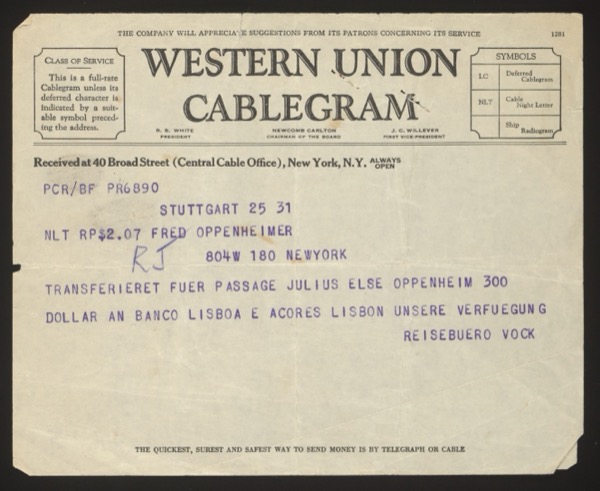 THE COMPANY WILL APPRECIATE SUGGESTIONS FROM ITS PATRONS CONCERNING ITS SERVICE 1281
CLASS OF SERVICE
This is a full-rate
Cablegram unless its
deferred character is
indicated by a suit-
able symbol preced-
ing the address.
WESTERN UNION
CABLEGRAM
R. B. WHITE
PRESIDENT
NEWCOMB CARLTON
CHAIRMAN OF THE BOARD
J. C. WILLEVER
FIRST VICE-PRESIDENT
SYMBOLS
LC Deferred Cablegram
NLT Cable Night Letter
Ship Radiogram
Received at 40 Broad Street (Central Cable Office), New York, N.Y. ALWAYS OPEN
PCR/BF PR6890
STUTTGART 25 31
NLT RP$2.07 FRED OPPENHEIMER
RJ 804W 180 NEWYORK
TRANSFERIERET FUER PASSAGE JULIUS ELSE OPPENHEIM 300
DOLLAR AN BANCO LISBOA E ACORES LISBON UNSERE VERFUEGUNG
REISEBUERO VOCK
THE QUICKEST, SUREST AND SAFEST WAY TO SEND MONEY IS BY TELEGRAPH OR CABLE